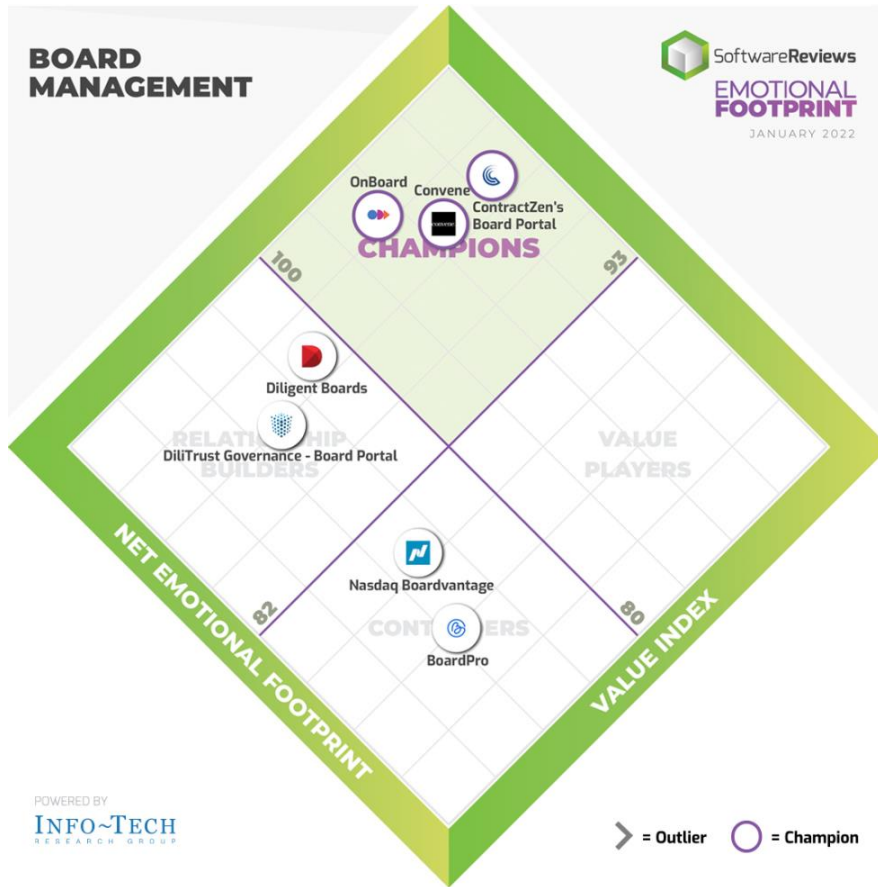 BOARD
MANAGEMENT
SoftwareReviews
EMOTIONAL
FOOTPRINT
JANUARY 2022
OnBoard
Convene
convene
ContractZen's
Board Portal
CHAMPIONS
100
93
Diligent Boards
RELATIONSHIP
BUILDERS
DiliTrust Governance - Board Portal
VALUE
PLAYERS
Nasdaq Boardvantage
82
80
CONTENDERS
BoardPro
NET EMOTIONAL FOOTPRINT
VALUE INDEX
POWERED BY
INFO~TECH
RESEARCH GROUP
= Outlier
= Champion